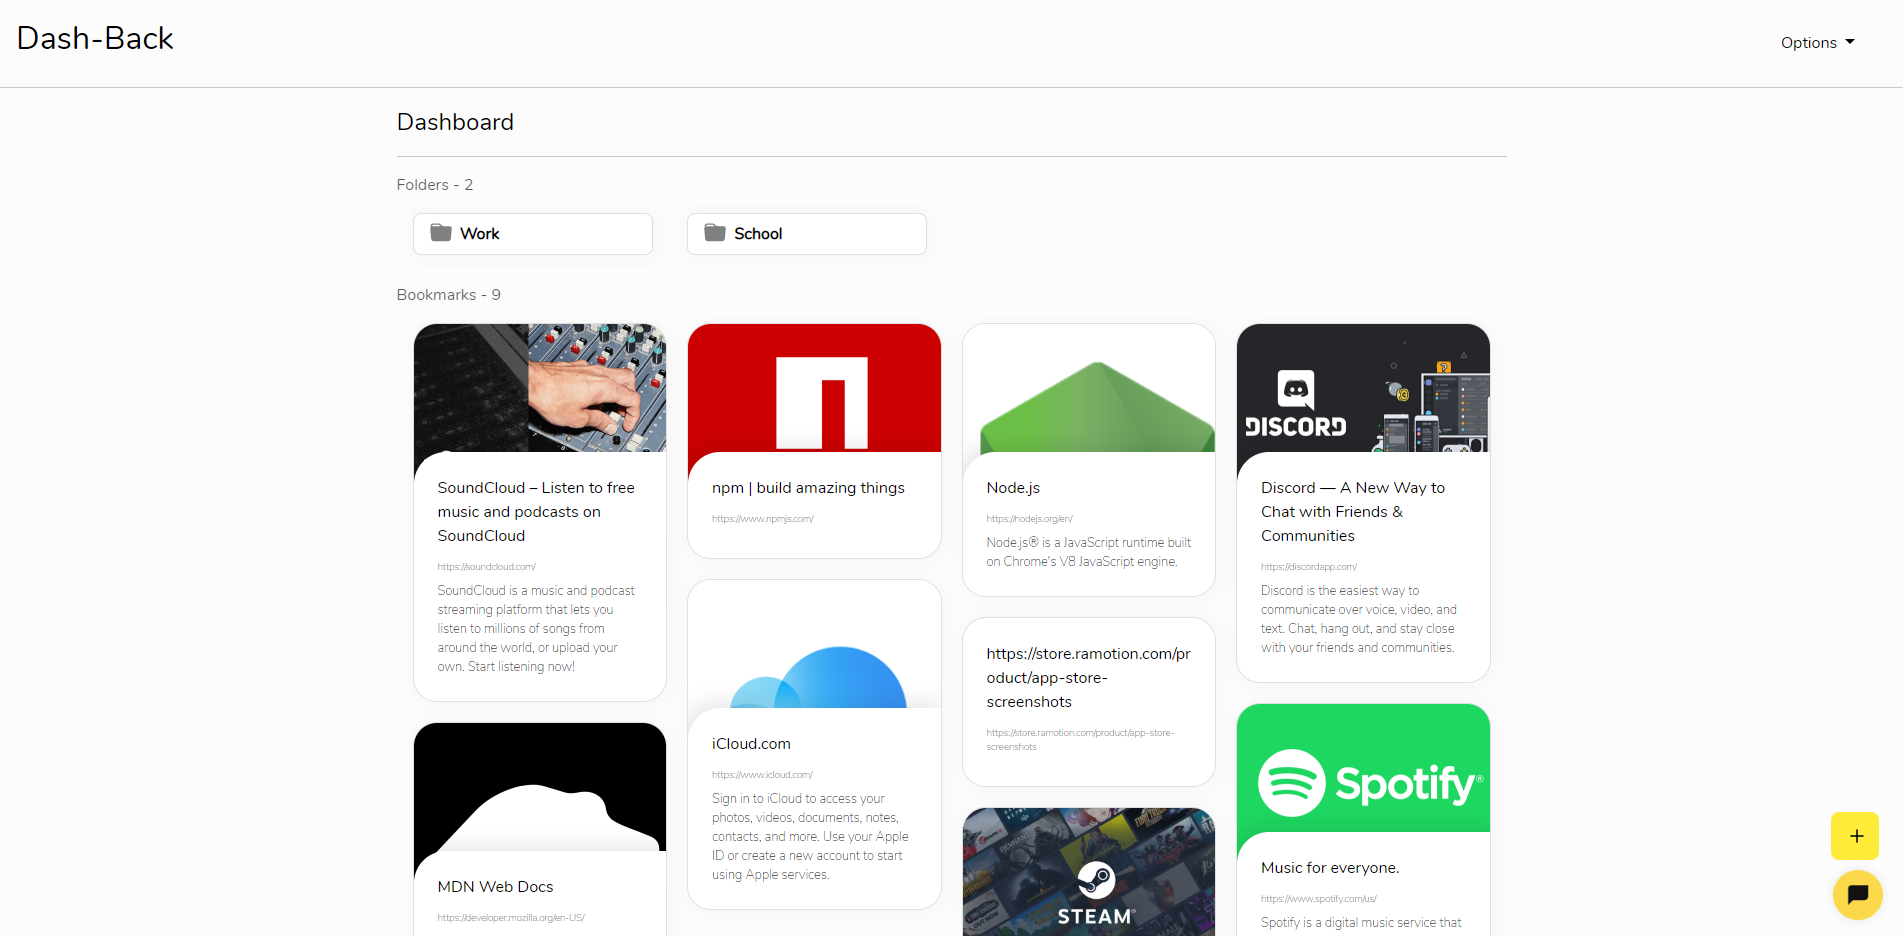 Dash-Back
Options
Dashboard
Folders - 2
Work
School
Bookmarks - 9
SoundCloud – Listen to free
music and podcasts on
SoundCloud
https://soundcloud.com/
SoundCloud is a music and podcast
streaming platform that lets you
listen to millions of songs from
around the world, or upload your
own. Start listening now!
MDN Web Docs
https://developer.mozilla.org/en-US/
npm | build amazing things
https://www.npmjs.com/
iCloud.com
https://www.icloud.com/
Sign in to iCloud to access your
photos, videos, documents, notes,
contacts, and more. Use your Apple
ID or create a new account to start
using Apple services.
Node.js
https://nodejs.org/en/
Node.js® is a JavaScript runtime built
on Chrome's V8 JavaScript engine.
https://store.ramotion.com/pr
oduct/app-store-
screenshots
https://store.ramotion.com/product/app-store-
screenshots
STEAM®
DISCORD
Discord — A New Way to
Chat with Friends &
Communities
https://discordapp.com/
Discord is the easiest way to
communicate over voice, video, and
text. Chat, hang out, and stay close
with your friends and communities.
Spotify®
Music for everyone.
https://www.spotify.com/us/
Spotify is a digital music service that